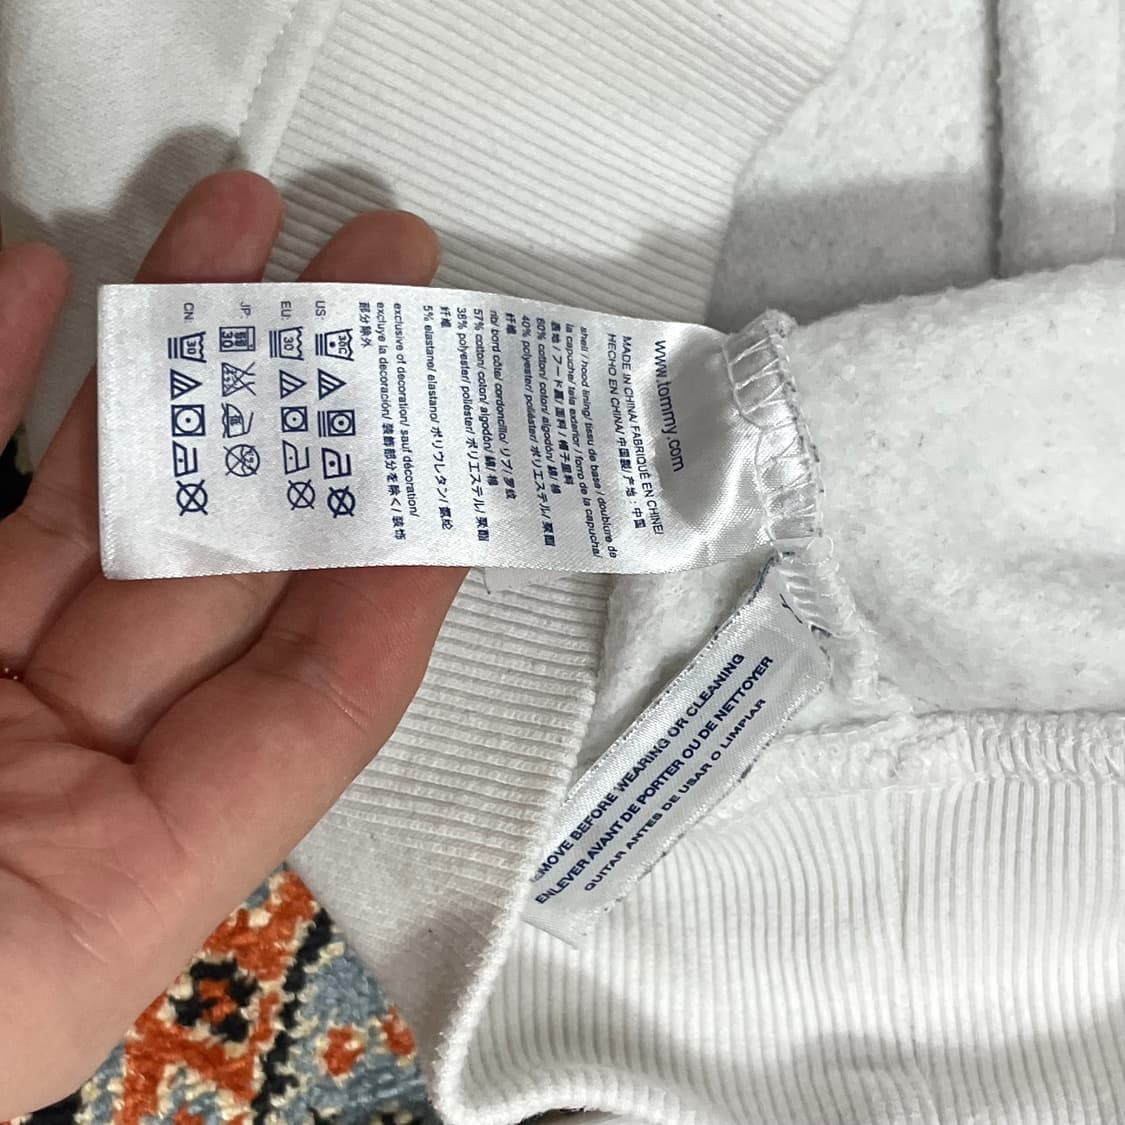 www.tommy.com
MADE IN CHINA/ FABRIQUÉ EN CHINE/
HECHO EN CHINA/ 中国製/ 产地：中国
shell / hood lining/ tissu de base / doublure de
la capuche/ tela exterior / forro de la capucha/
表地 / フード裏/ 面料 / 帽子里料
60% cotton/ coton/ algodón/ 綿/ 棉
40% polyester/ poliéster/ ポリエステル/ 聚酯
纤维
rib/ bord côte/ cordoncillo/ リブ/ 罗纹
57% cotton/ coton/ algodón/ 綿/ 棉
38% polyester/ poliéster/ ポリエステル/ 聚酯
纤维
5% elastane/ elastano/ ポリウレタン/ 氨纶
exclusive of decoration/ sauf décoration/
excluye la decoración/ 装飾部分を除く/ 装饰
部分除外
US: 30C
EU: 30
JP: 30
CN: 30
REMOVE BEFORE WEARING OR CLEANING
ENLEVER AVANT DE PORTER OU DE NETTOYER
QUITAR ANTES DE USAR O LIMPIAR